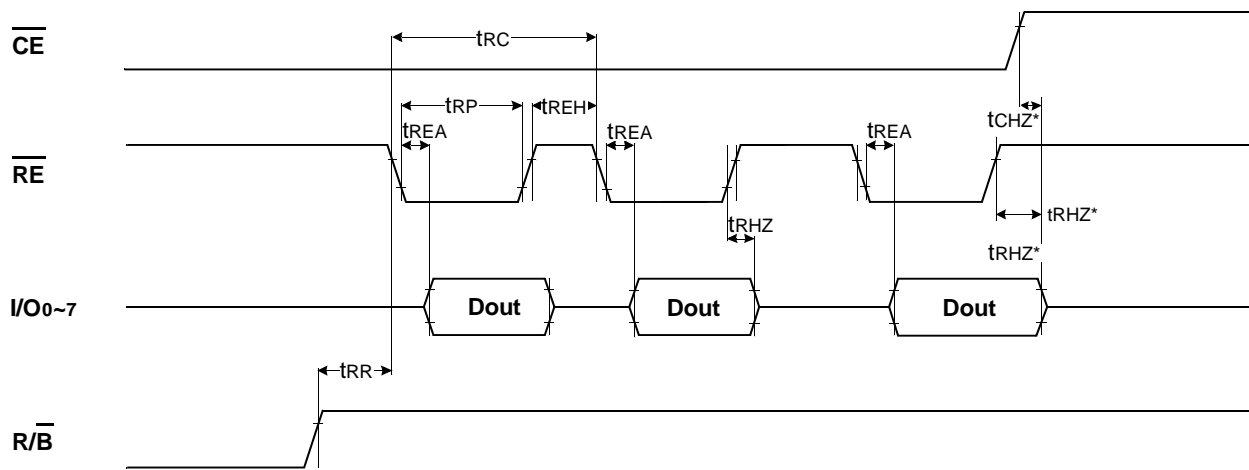 CE
tRC
tRP
tREH
tCHZ*
tREA
tREA
tREA
RE
tRHZ*
tRHZ
tRHZ*
I/O0~7
Dout
Dout
Dout
tRR
R/B